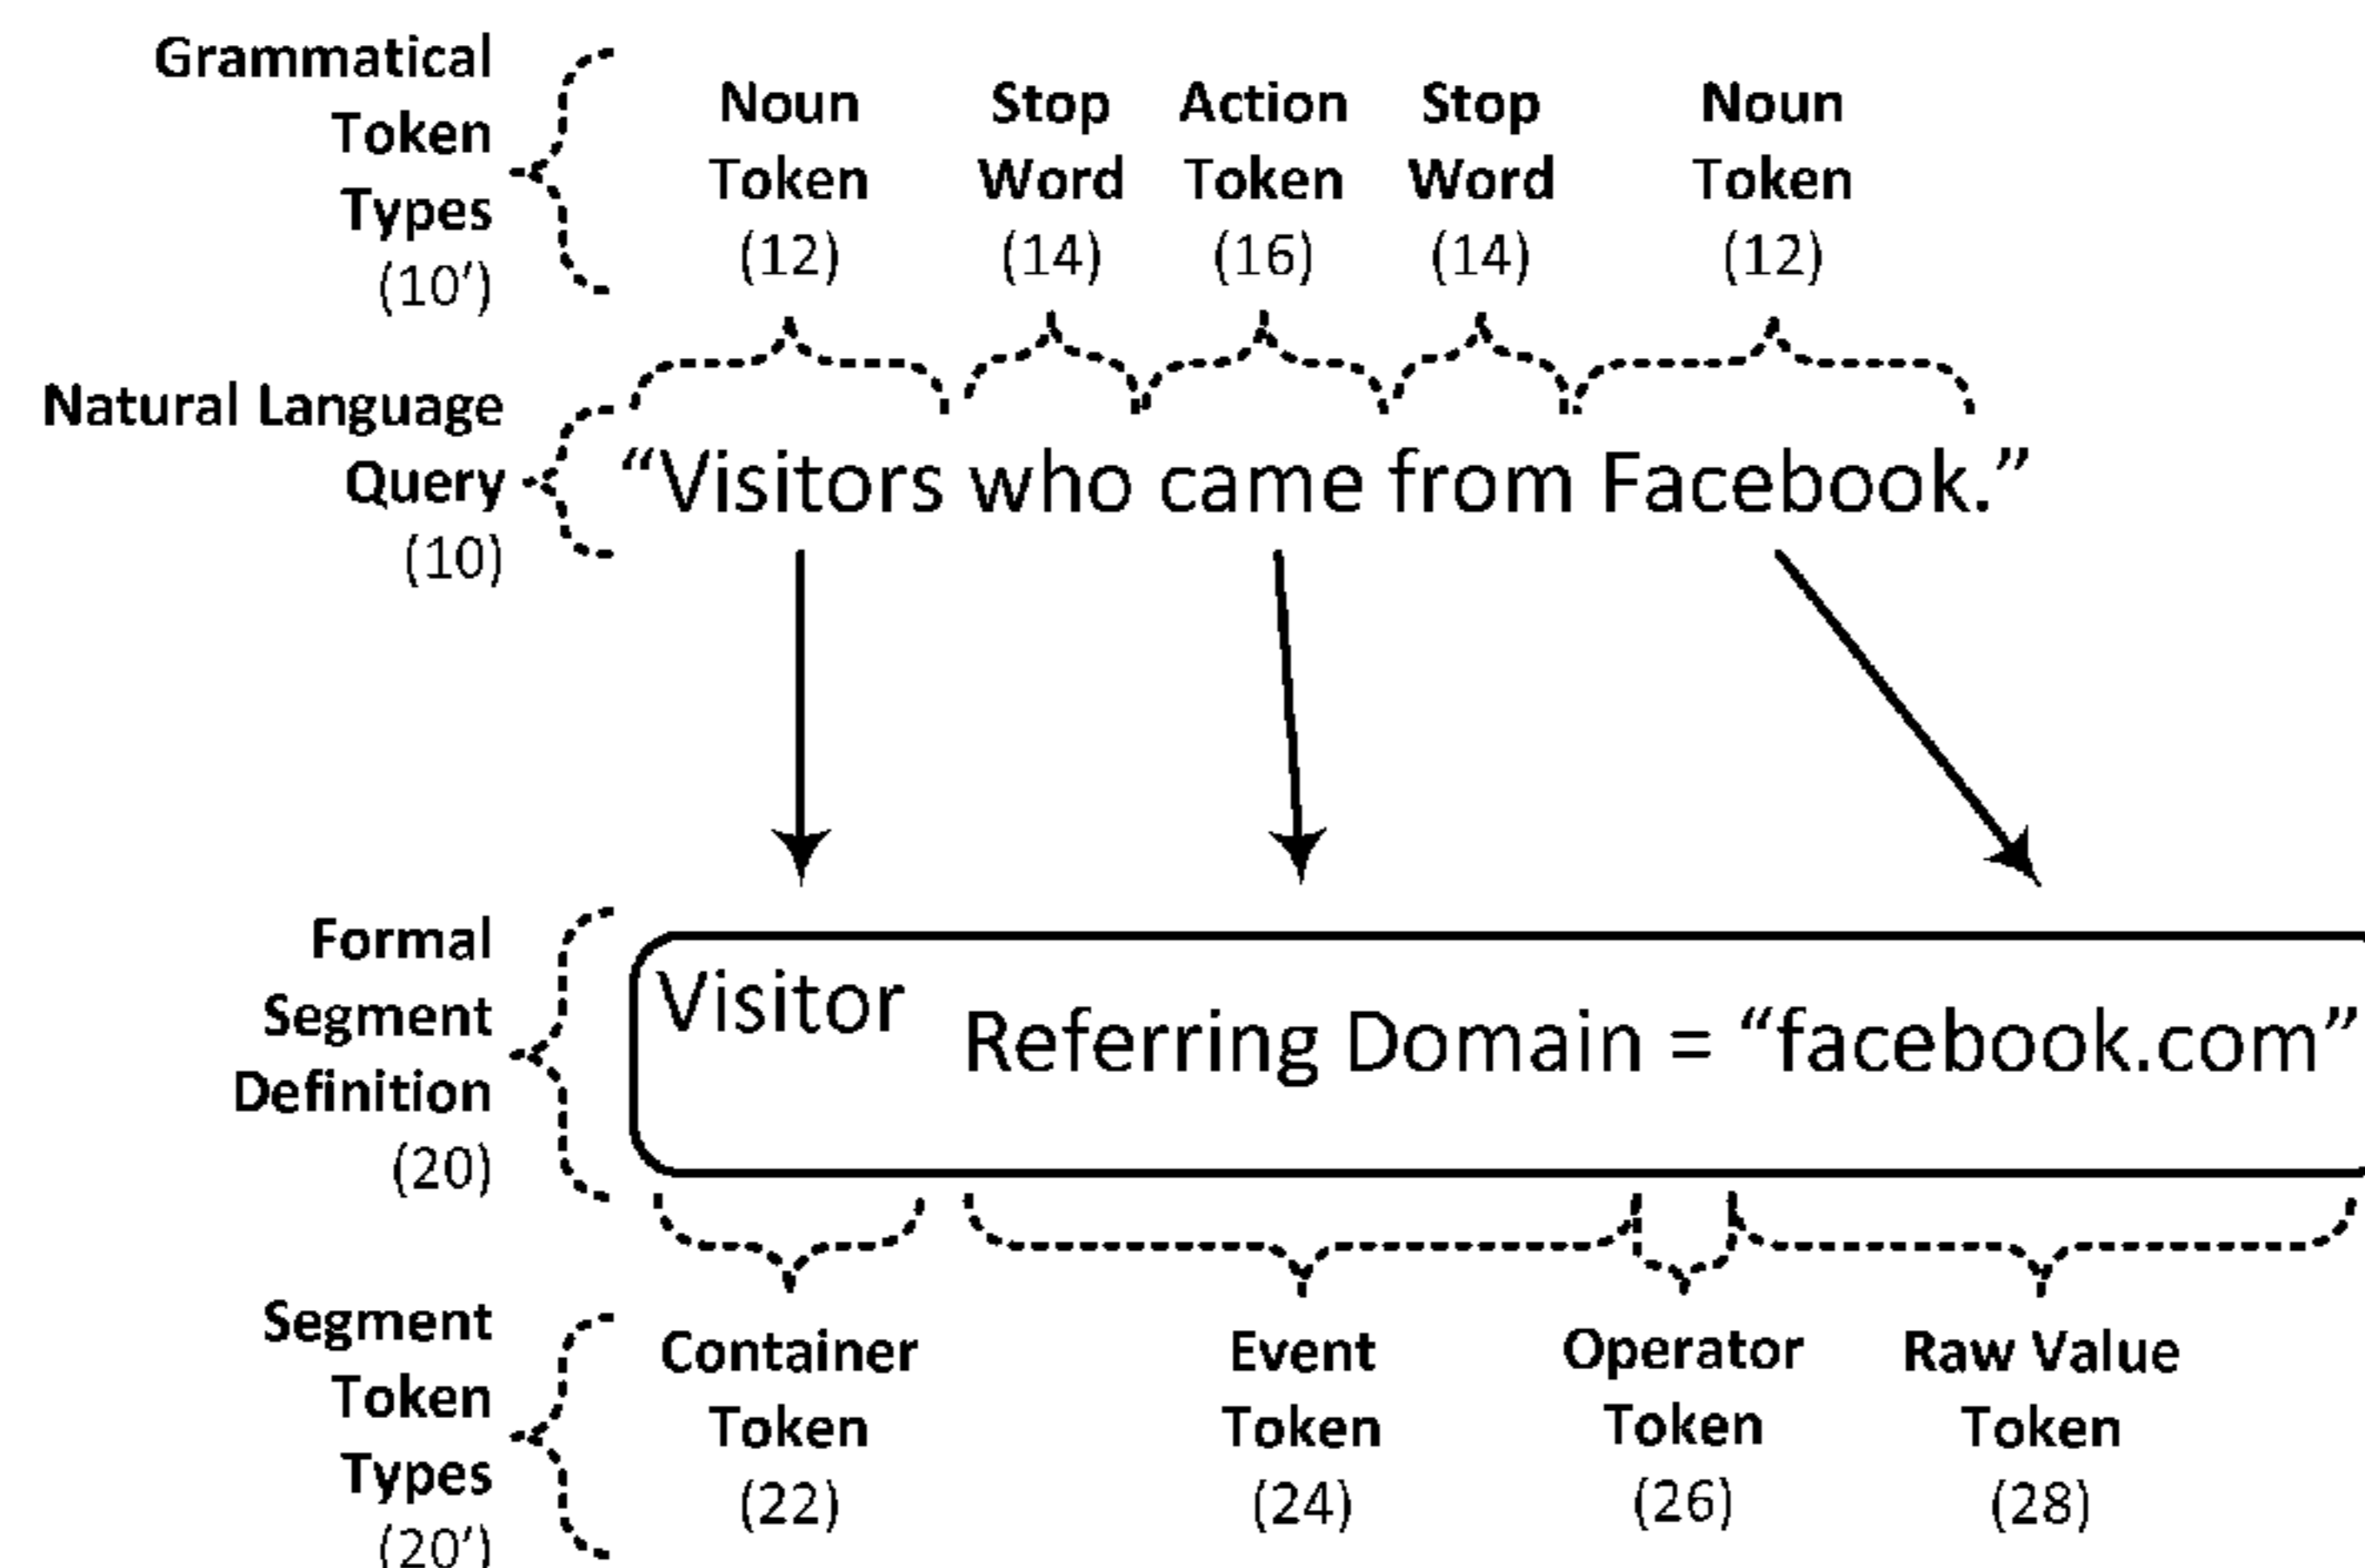 Grammatical
Token
Types
(10′)
Noun
Token
(12)
Stop
Word
(14)
Action
Token
(16)
Stop
Word
(14)
Noun
Token
(12)
Natural Language
Query
(10)
“Visitors who came from Facebook.”
Formal
Segment
Definition
(20)
Visitor
Referring Domain = “facebook.com”
Segment
Token
Types
(20′)
Container
Token
(22)
Event
Token
(24)
Operator
Token
(26)
Raw Value
Token
(28)